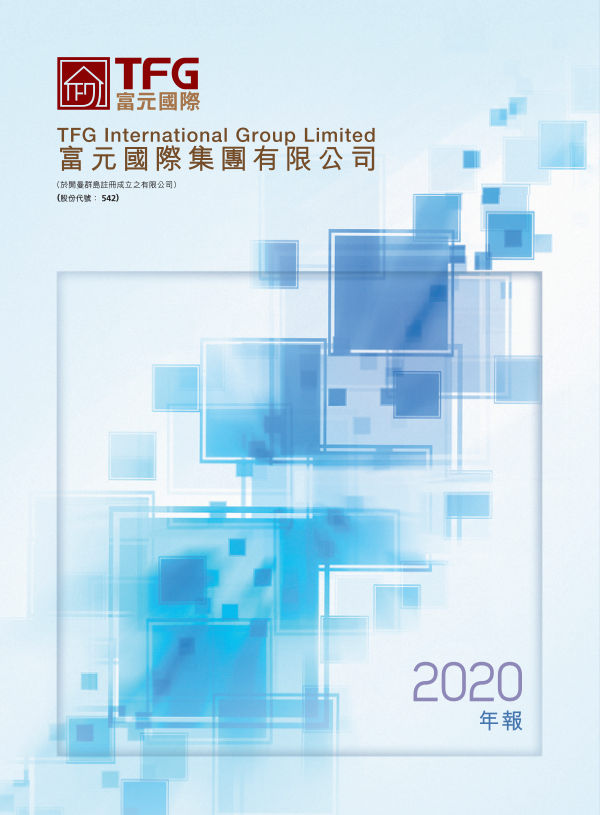 TFG
富元國際
TFG International Group Limited
富元國際集團有限公司
（於開曼群島註冊成立之有限公司）
（股份代號： 542）
2020
年報